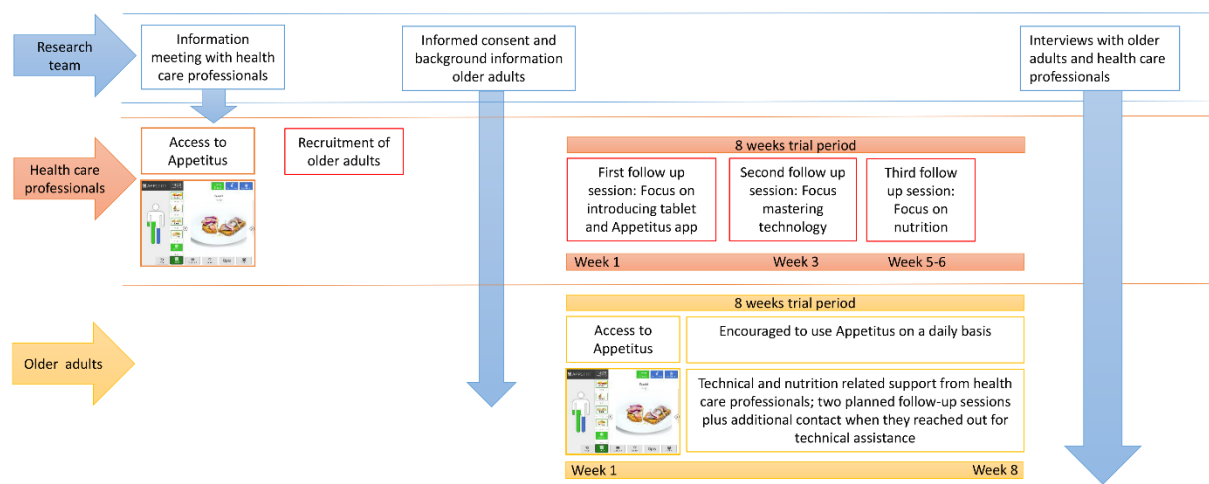 Research
team
Information
meeting with health
care professionals
Informed consent and
background information
older adults
Interviews with older
adults and health care
professionals
Health care
professionals
Access to
Appetitus
Recruitment of
older adults
8 weeks trial period
First follow up
session: Focus on
introducing tablet
and Appetitus app
Second follow up
session: Focus
mastering
technology
Third follow
up session:
Focus on
nutrition
Week 1
Week 3
Week 5-6
Older adults
8 weeks trial period
Access to
Appetitus
Encouraged to use Appetitus on a daily basis
Technical and nutrition related support from health
care professionals; two planned follow-up sessions
plus additional contact when they reached out for
technical assistance
Week 1
Week 8